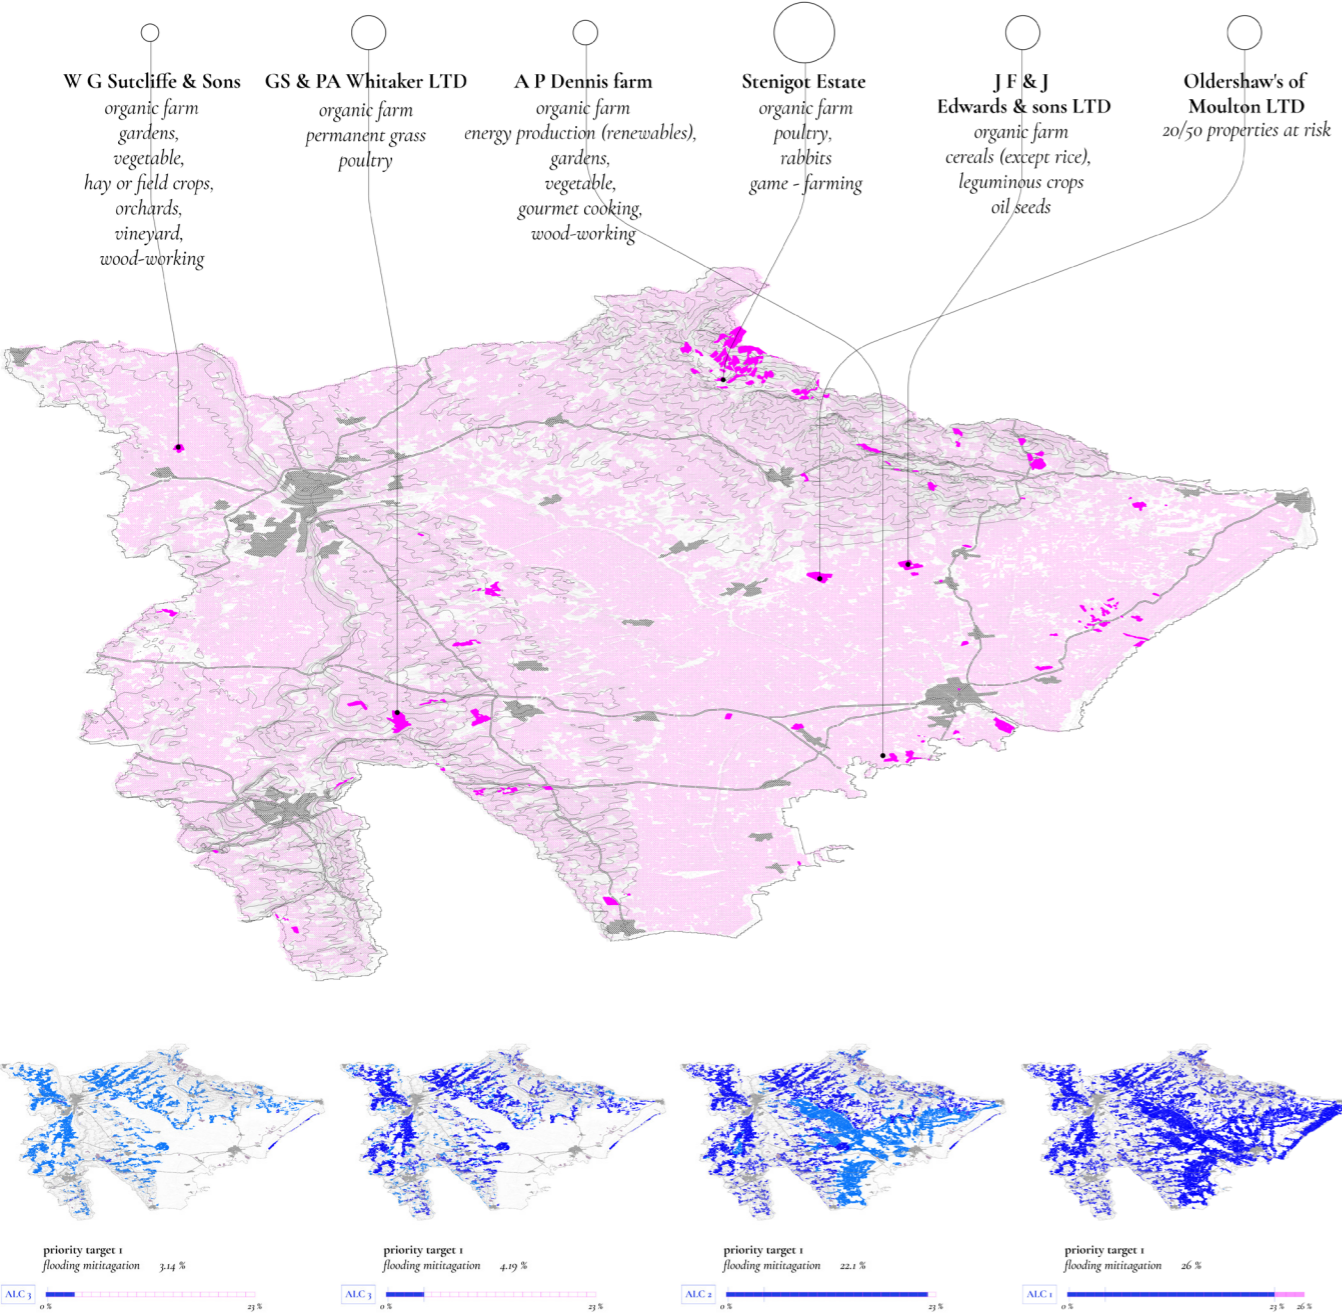 W G Sutcliffe & Sons
organic farm
gardens,
vegetable,
hay or field crops,
orchards,
vineyard,
wood-working
GS & PA Whitaker LTD
organic farm
permanent grass
poultry
A P Dennis farm
organic farm
energy production (renewables),
gardens,
vegetable,
gourmet cooking,
wood-working
Stenigot Estate
organic farm
poultry,
rabbits
game - farming
J F & J
Edwards & sons LTD
organic farm
cereals (except rice),
leguminous crops
oil seeds
Oldershaw's of
Moulton LTD
20/50 properties at risk
priority target 1
flooding mititagation 3.14 %
ALC 3
0 % 23 %
priority target 1
flooding mititagation 4.19 %
ALC 3
0 % 23 %
priority target 1
flooding mititagation 22.1 %
ALC 2
0 % 23 %
priority target 1
flooding mititagation 26 %
ALC 1
0 % 23 % 26 %